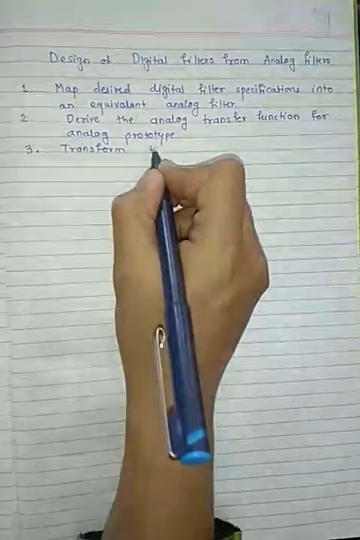 Design of Digital filters from Analog filters
1 Map desired digital filter specifications into
an equivalent analog filter.
2 Derive the analog transfer function for
analog prototype
3. Transform